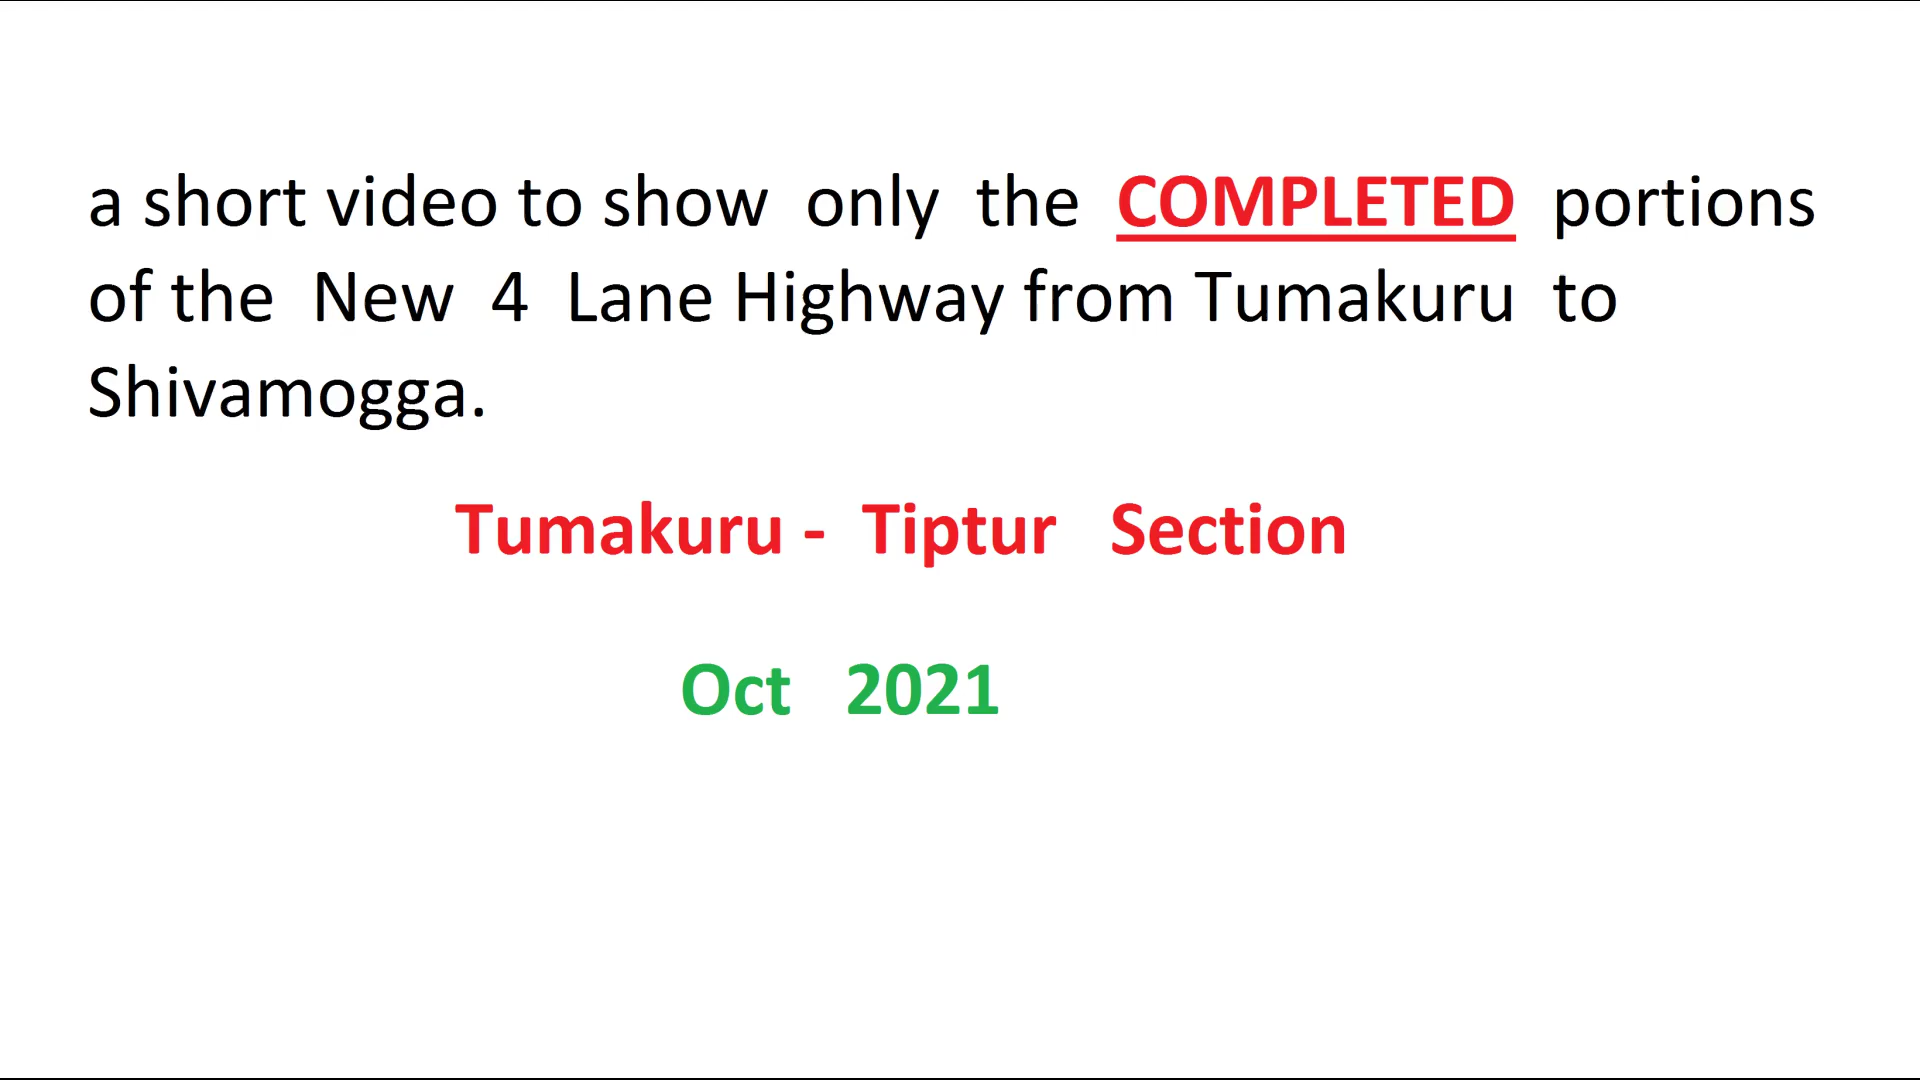 a short video to show only the COMPLETED portions
of the New 4 Lane Highway from Tumakuru to
Shivamogga.
Tumakuru - Tiptur Section
Oct 2021